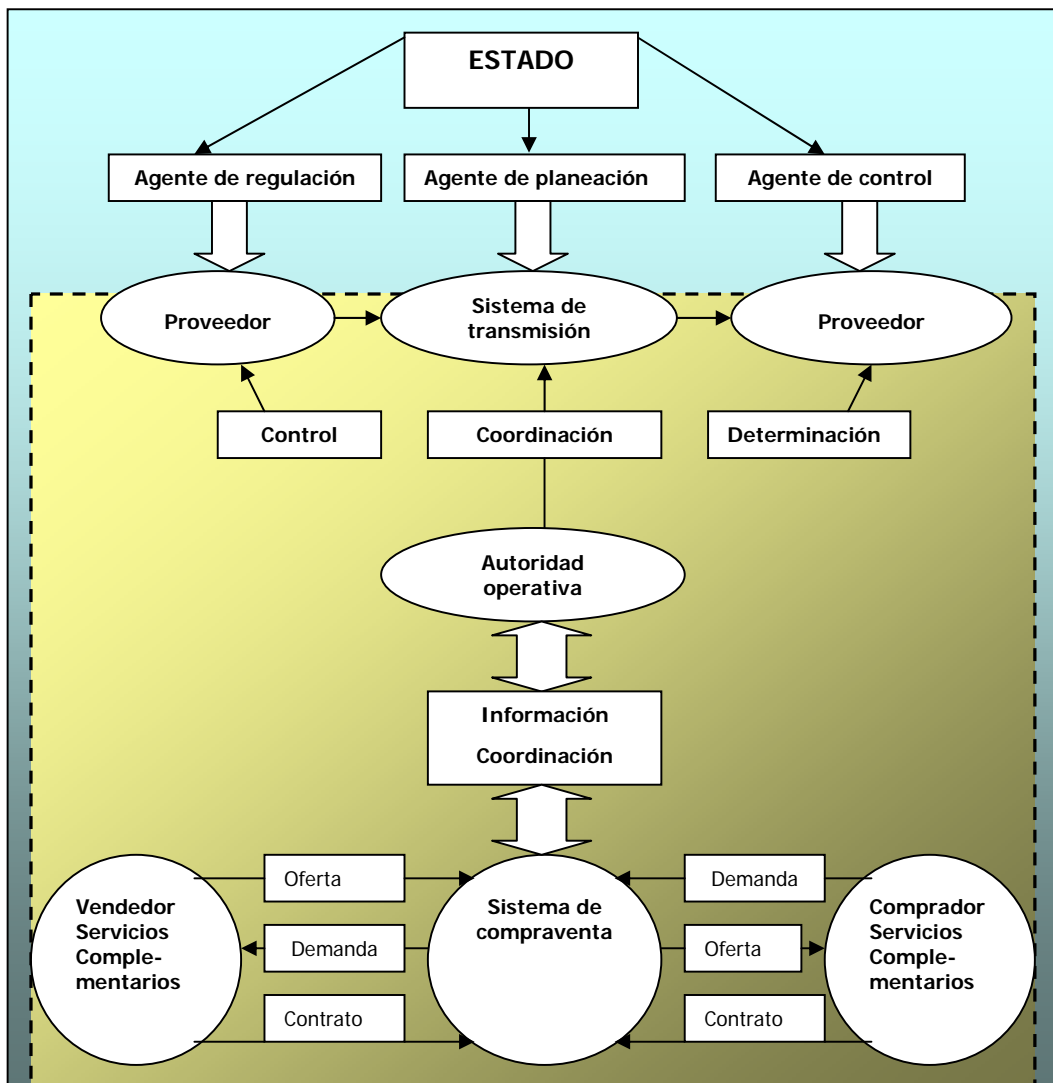 ESTADO
Agente de regulación
Agente de planeación
Agente de control
Proveedor
Sistema de
transmisión
Proveedor
Control
Coordinación
Determinación
Autoridad
operativa
Información
Coordinación
Vendedor
Servicios
Comple-
mentarios
Oferta
Demanda
Contrato
Sistema de
compraventa
Demanda
Oferta
Contrato
Comprador
Servicios
Comple-
mentarios